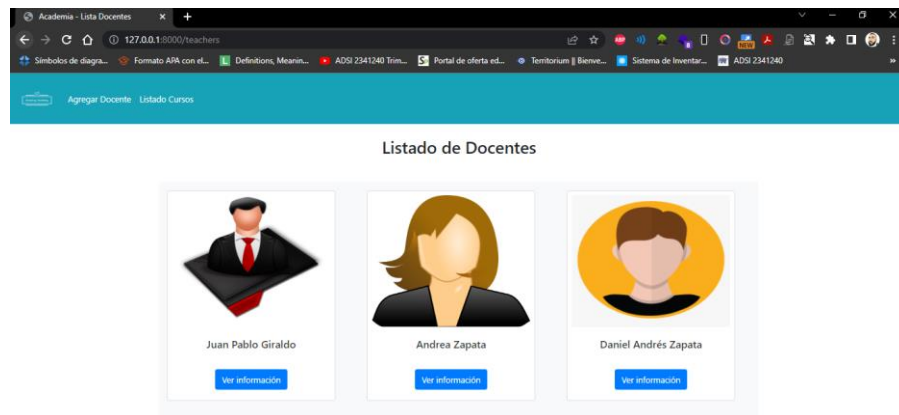 Academia - Lista Docentes
127.0.0.1:8000/teachers
Símbolos de diagra... Formato APA con el... Definitions, Meanin... ADSI 2341240 Trim... Portal de oferta ed... Territorium || Bienve... Sistema de Inventar... ADSI 2341240
Agregar Docente Listado Cursos
Listado de Docentes
Juan Pablo Giraldo Andrea Zapata Daniel Andrés Zapata
Ver información Ver información Ver información